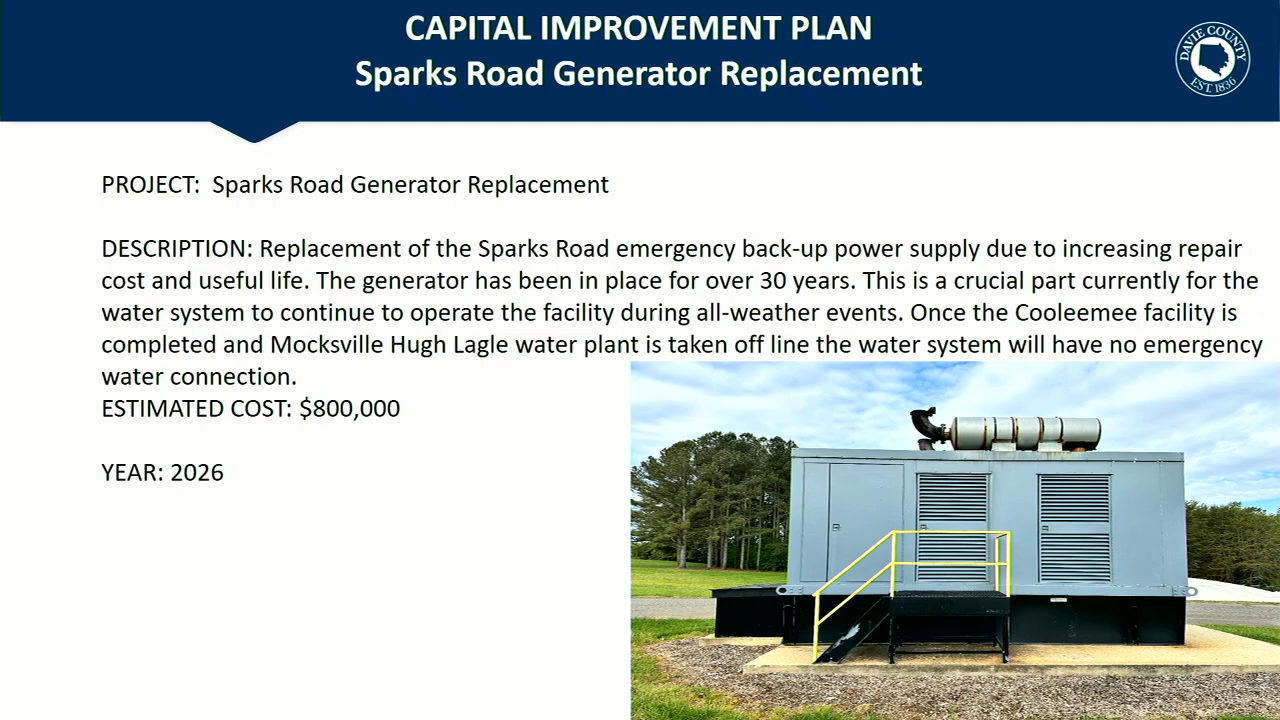 CAPITAL IMPROVEMENT PLAN
Sparks Road Generator Replacement
DAVIE COUNTY
EST. 1836
PROJECT:  Sparks Road Generator Replacement
DESCRIPTION: Replacement of the Sparks Road emergency back-up power supply due to increasing repair
cost and useful life. The generator has been in place for over 30 years. This is a crucial part currently for the
water system to continue to operate the facility during all-weather events. Once the Cooleemee facility is
completed and Mocksville Hugh Lagle water plant is taken off line the water system will have no emergency
water connection.
ESTIMATED COST: $800,000
YEAR: 2026